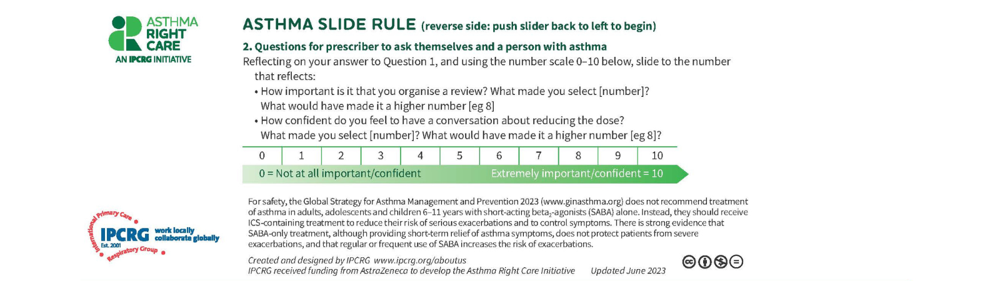 ASTHMA
RIGHT
CARE
AN IPCRG INITIATIVE
ASTHMA SLIDE RULE (reverse side: push slider back to left to begin)
2. Questions for prescriber to ask themselves and a person with asthma
Reflecting on your answer to Question 1, and using the number scale 0–10 below, slide to the number
that reflects:
• How important is it that you organise a review? What made you select [number]?
What would have made it a higher number [eg 8]
• How confident do you feel to have a conversation about reducing the dose?
What made you select [number]? What would have made it a higher number [eg 8]?
0 1 2 3 4 5 6 7 8 9 10
0 = Not at all important/confident Extremely important/confident = 10
For safety, the Global Strategy for Asthma Management and Prevention 2023 (www.ginasthma.org) does not recommend treatment
of asthma in adults, adolescents and children 6–11 years with short-acting beta₂-agonists (SABA) alone. Instead, they should receive
ICS-containing treatment to reduce their risk of serious exacerbations and to control symptoms. There is strong evidence that
SABA-only treatment, although providing short-term relief of asthma symptoms, does not protect patients from severe
exacerbations, and that regular or frequent use of SABA increases the risk of exacerbations.
International Primary Care
IPCRG
Est. 2001
Respiratory Group
work locally
collaborate globally
Created and designed by IPCRG www.ipcrg.org/aboutus
IPCRG received funding from AstraZeneca to develop the Asthma Right Care Initiative Updated June 2023
cc